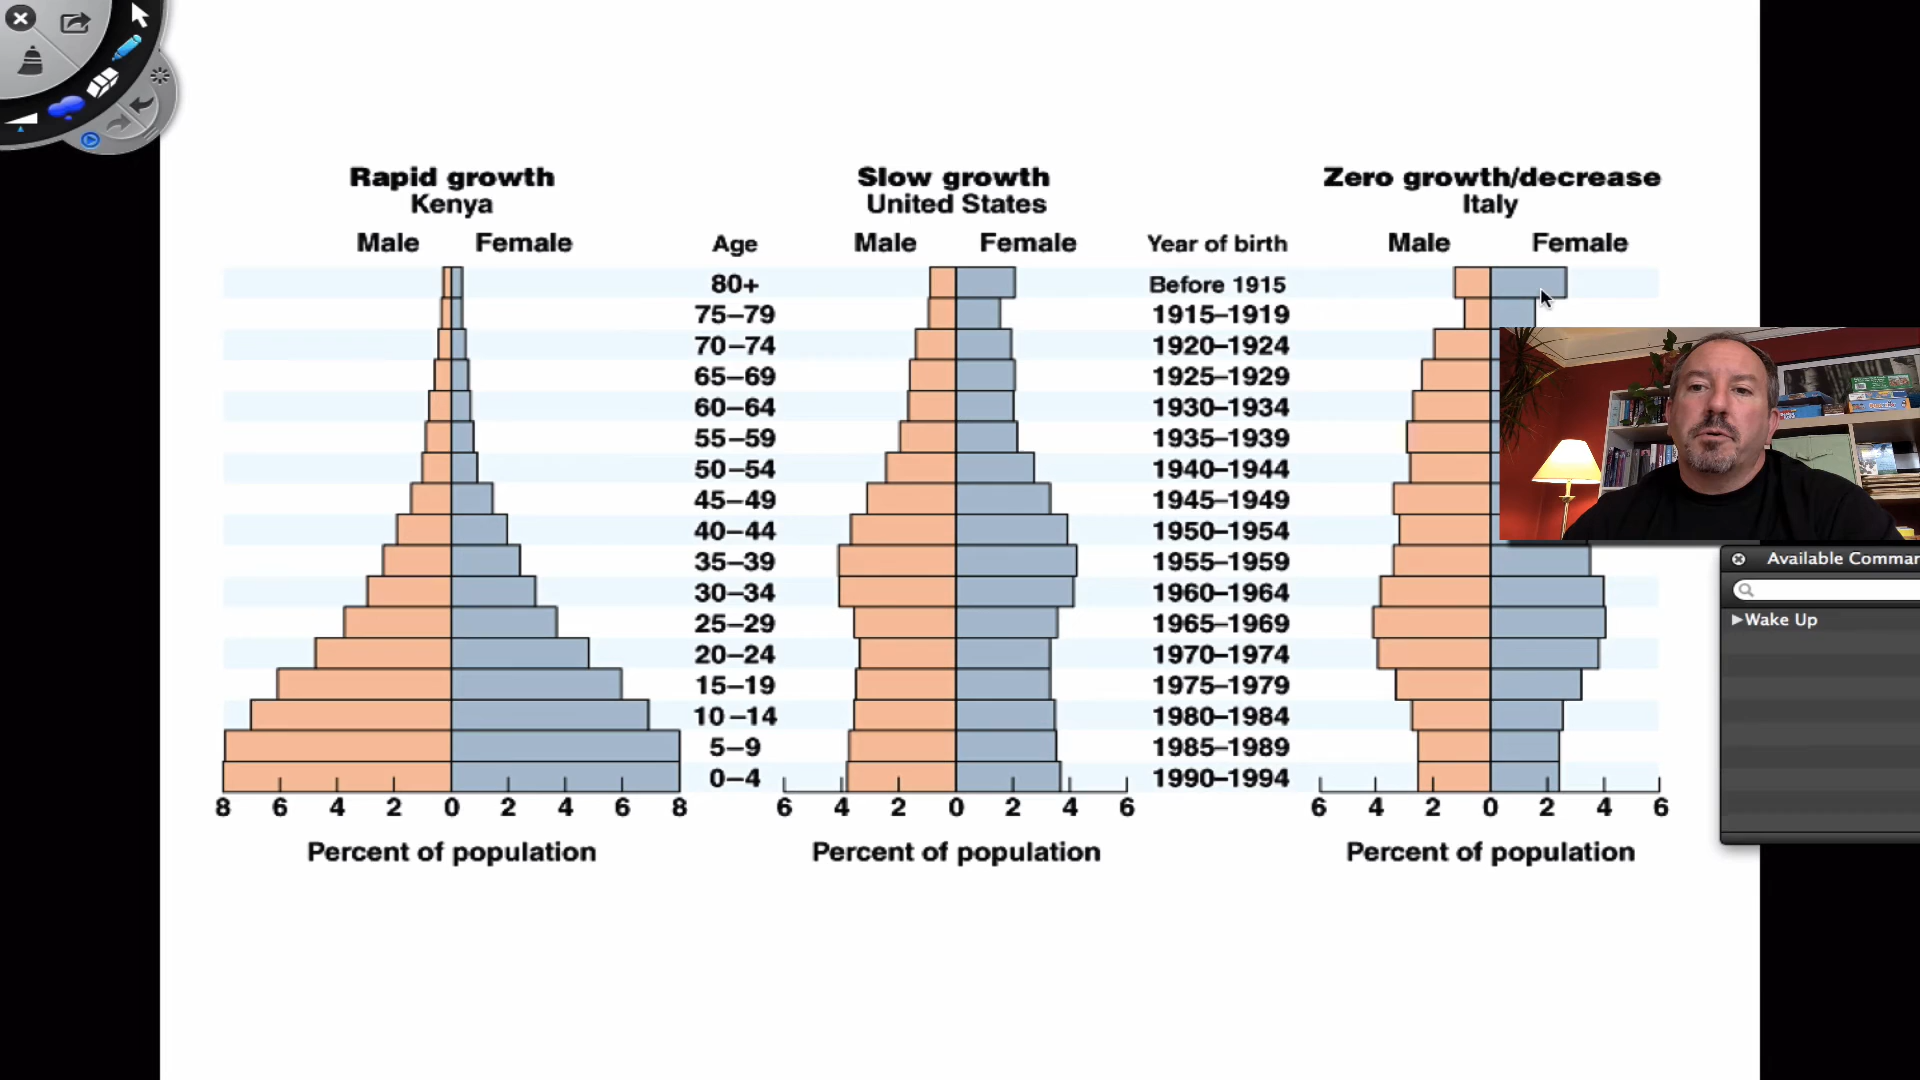 Rapid growth
Kenya
Male Female
Slow growth
United States
Male Female
Zero growth/decrease
Italy
Male Female
Age
80+
75–79
70–74
65–69
60–64
55–59
50–54
45–49
40–44
35–39
30–34
25–29
20–24
15–19
10–14
5–9
0–4
Year of birth
Before 1915
1915–1919
1920–1924
1925–1929
1930–1934
1935–1939
1940–1944
1945–1949
1950–1954
1955–1959
1960–1964
1965–1969
1970–1974
1975–1979
1980–1984
1985–1989
1990–1994
8 6 4 2 0 2 4 6 8
Percent of population
6 4 2 0 2 4 6
Percent of population
6 4 2 0 2 4 6
Percent of population
Available Commar
Wake Up